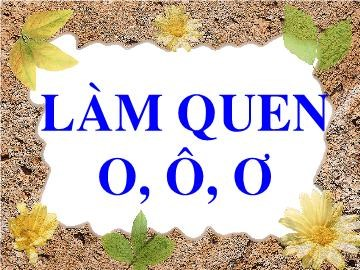 LÀM QUEN
O, Ô, Ơ